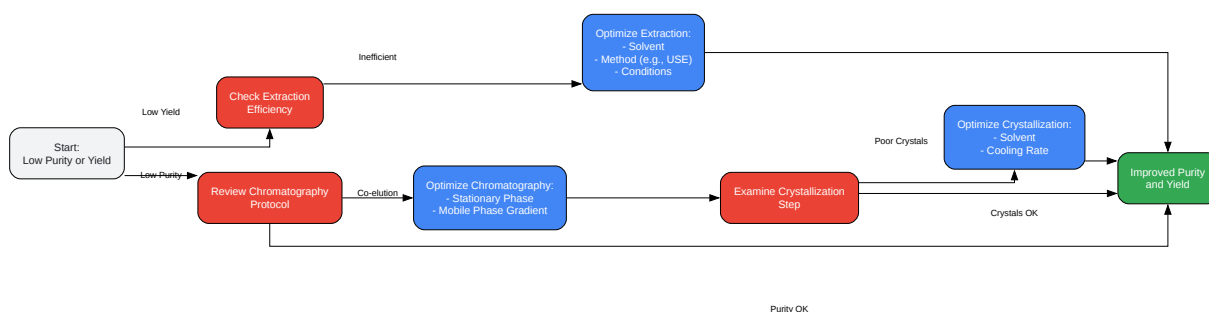 Optimize Extraction:
- Solvent
- Method (e.g., USE)
- Conditions
Inefficient
Check Extraction
Efficiency
Low Yield
Start:
Low Purity or Yield
Low Purity
Review Chromatography
Protocol
Co-elution
Optimize Chromatography:
- Stationary Phase
- Mobile Phase Gradient
Examine Crystallization
Step
Poor Crystals
Optimize Crystallization:
- Solvent
- Cooling Rate
Crystals OK
Improved Purity
and Yield
Purity OK